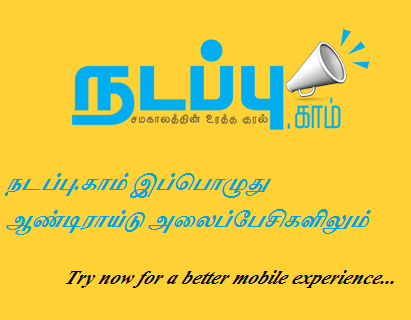 நடப்பு.காம்
சமகாலத்தின் உரத்த குரல்
நடப்பு.காம் இப்பொழுது
ஆண்டிராய்டு அலைப்பேசிகளிலும்
Try now for a better mobile experience...